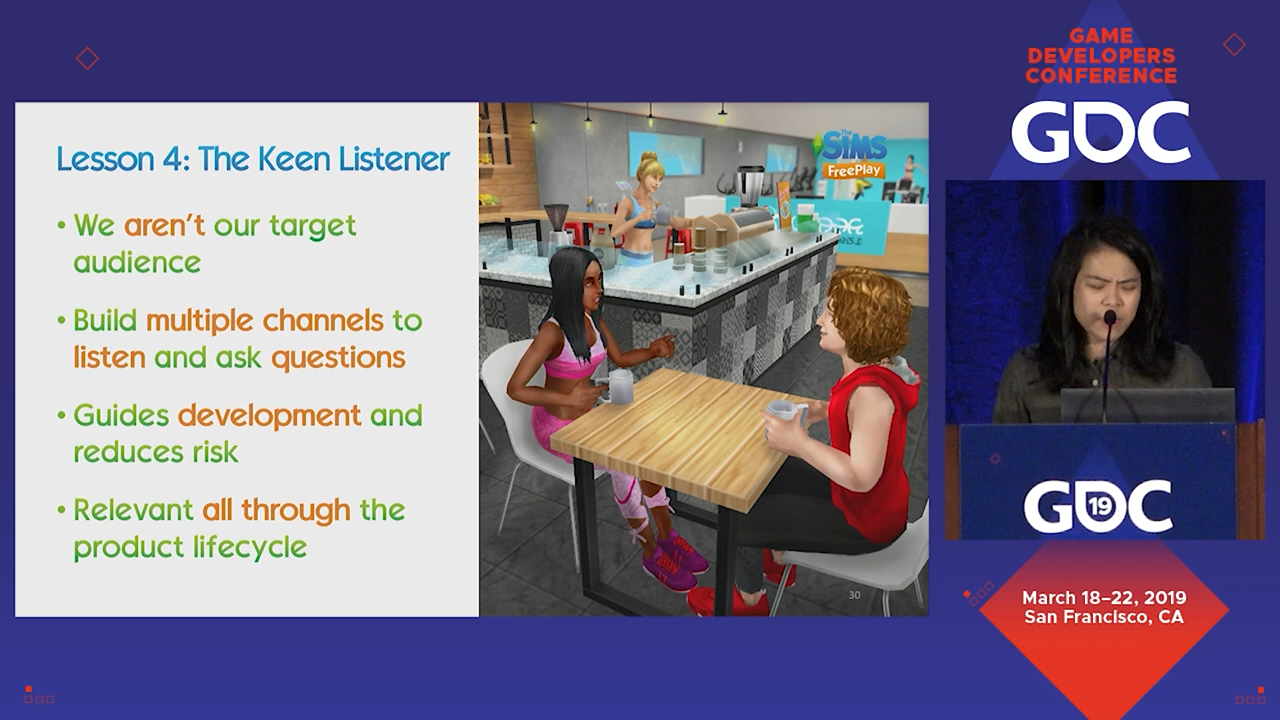 Lesson 4: The Keen Listener
• We aren't our target
audience
• Build multiple channels to
listen and ask questions
• Guides development and
reduces risk
• Relevant all through the
product lifecycle
The
SiMS
FreePlay
30
GAME
DEVELOPERS
CONFERENCE
GDC
GDC
19
March 18–22, 2019
San Francisco, CA